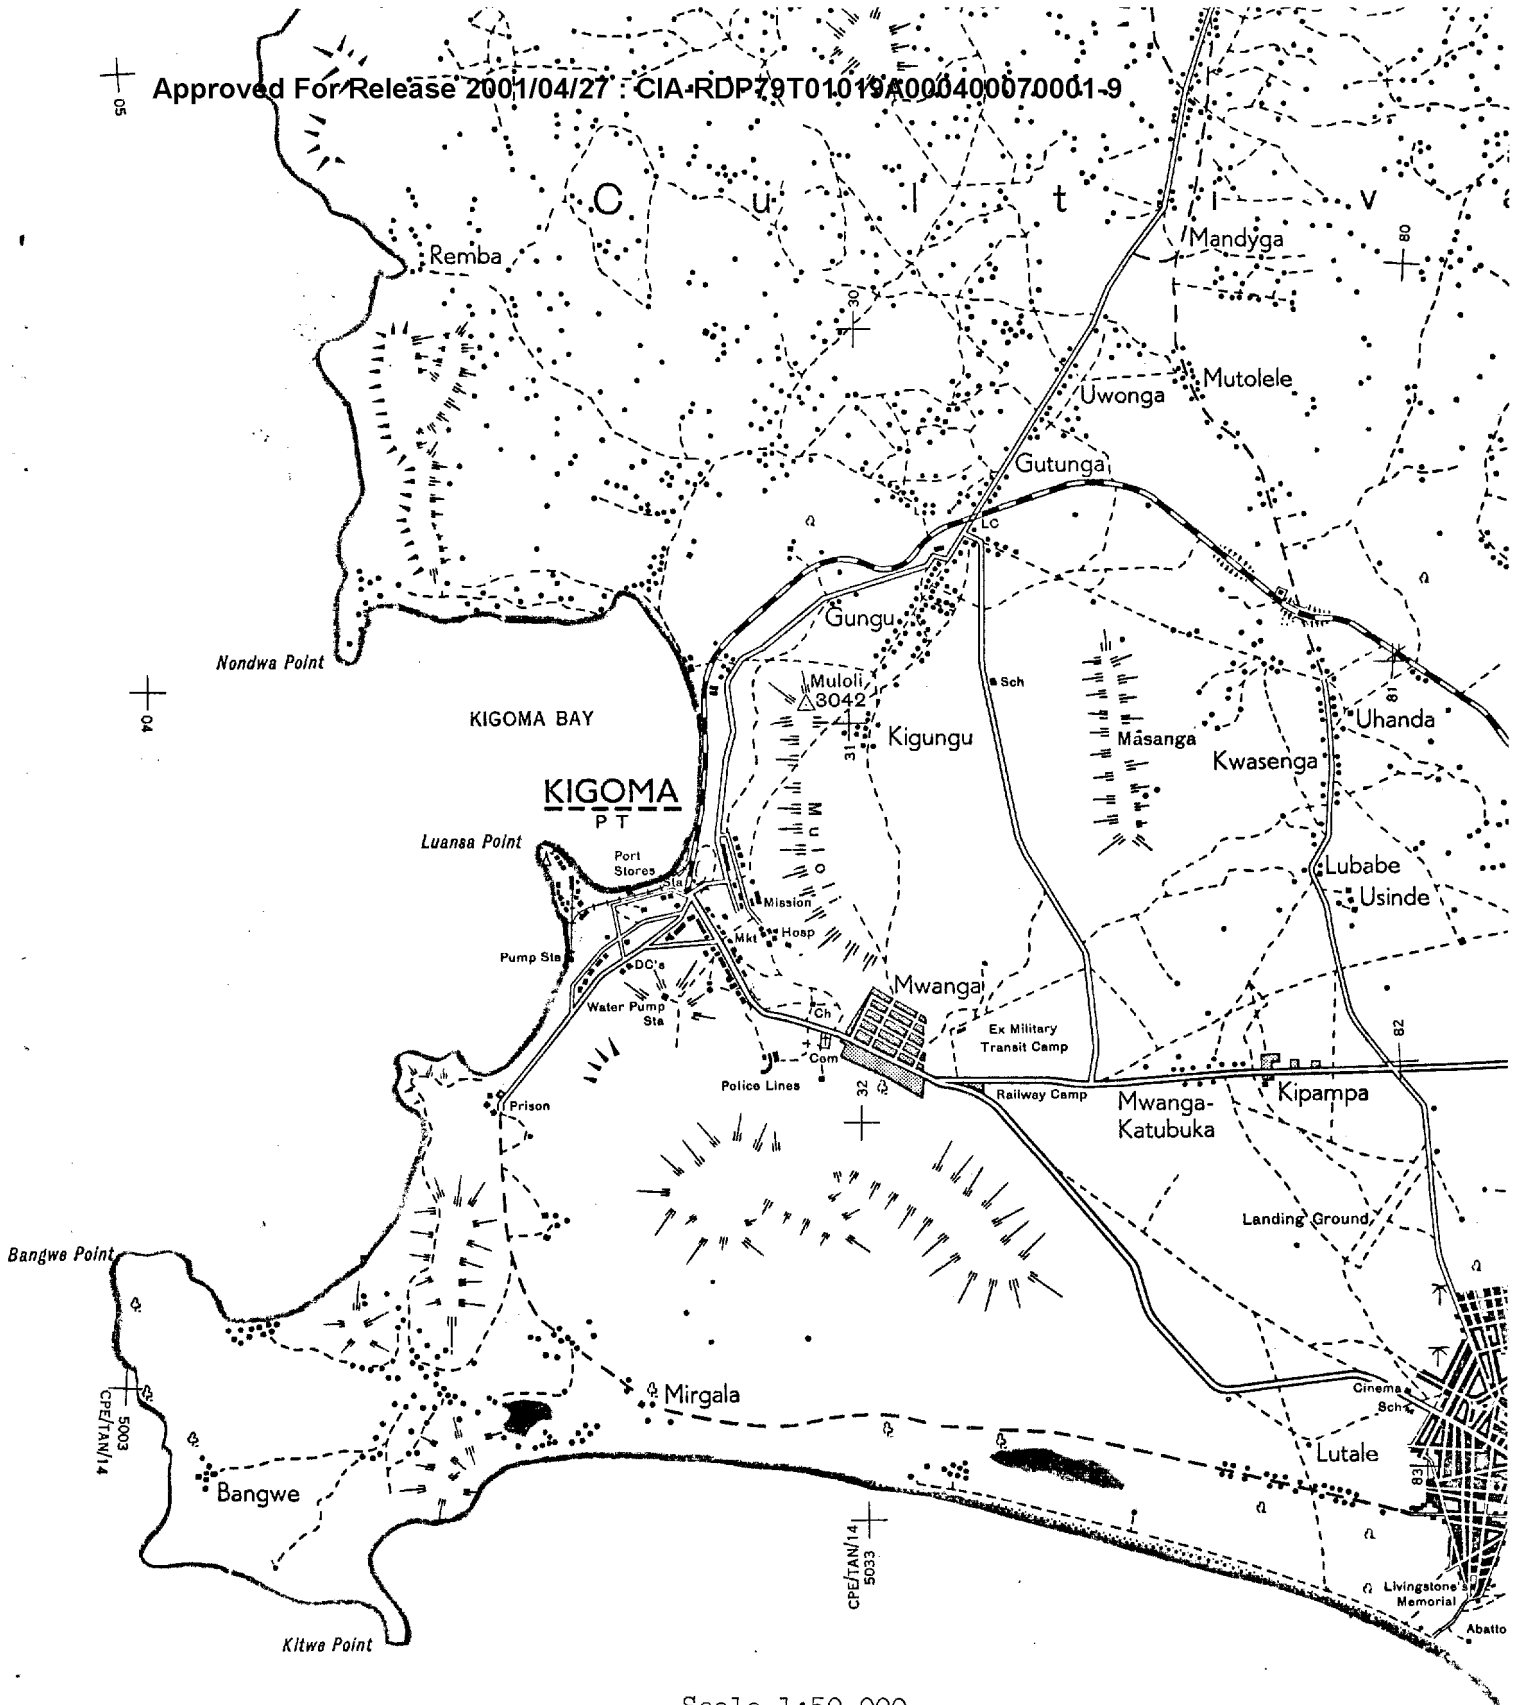 Approved For Release 2001/04/27 : CIA-RDP79T01019A000400070001-9
05
C u l t i v
Mandyga
80
Remba
30
Mutolele
Uwonga
Gutunga
LC
Gungu
Nondwa Point
Muloli
3042
Sch
81
04
KIGOMA BAY
31
Kigungu
Masanga
Uhanda
Kwasenga
KIGOMA
P T
Mulo
Luansa Point
Port
Stores
Sta
Lubabe
Usinde
Mission
Mkt
Hosp
Pump Sta
DC's
Mwanga
Water Pump
Sta
Ch
Ex Military
Transit Camp
82
Com
Police Lines
Railway Camp
Kipampa
Prison
32
Mwanga-
Katubuka
Landing Ground
Bangwe Point
Cinema
Sch
Mirgala
CPE/TAN/14
5003
Lutale
83
Bangwe
CPE/TAN/14
5033
Livingstone's
Memorial
Abatto
Kitwe Point
Scale 1:50,000